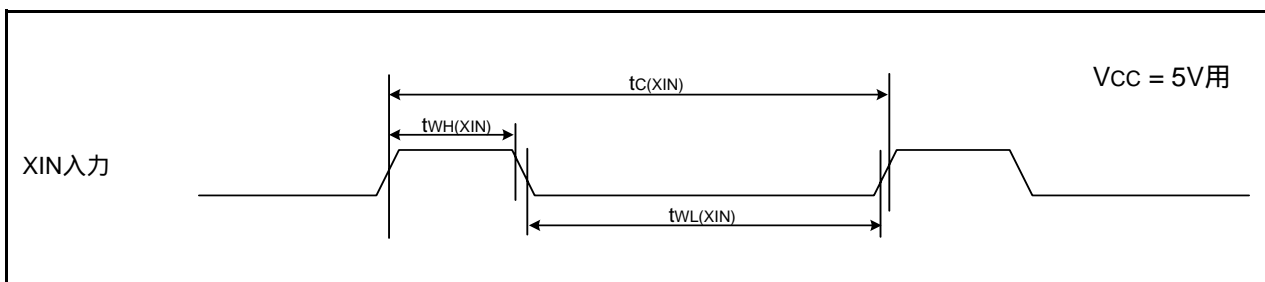 VCC = 5V用
tC(XIN)
tWH(XIN)
XIN入力
tWL(XIN)